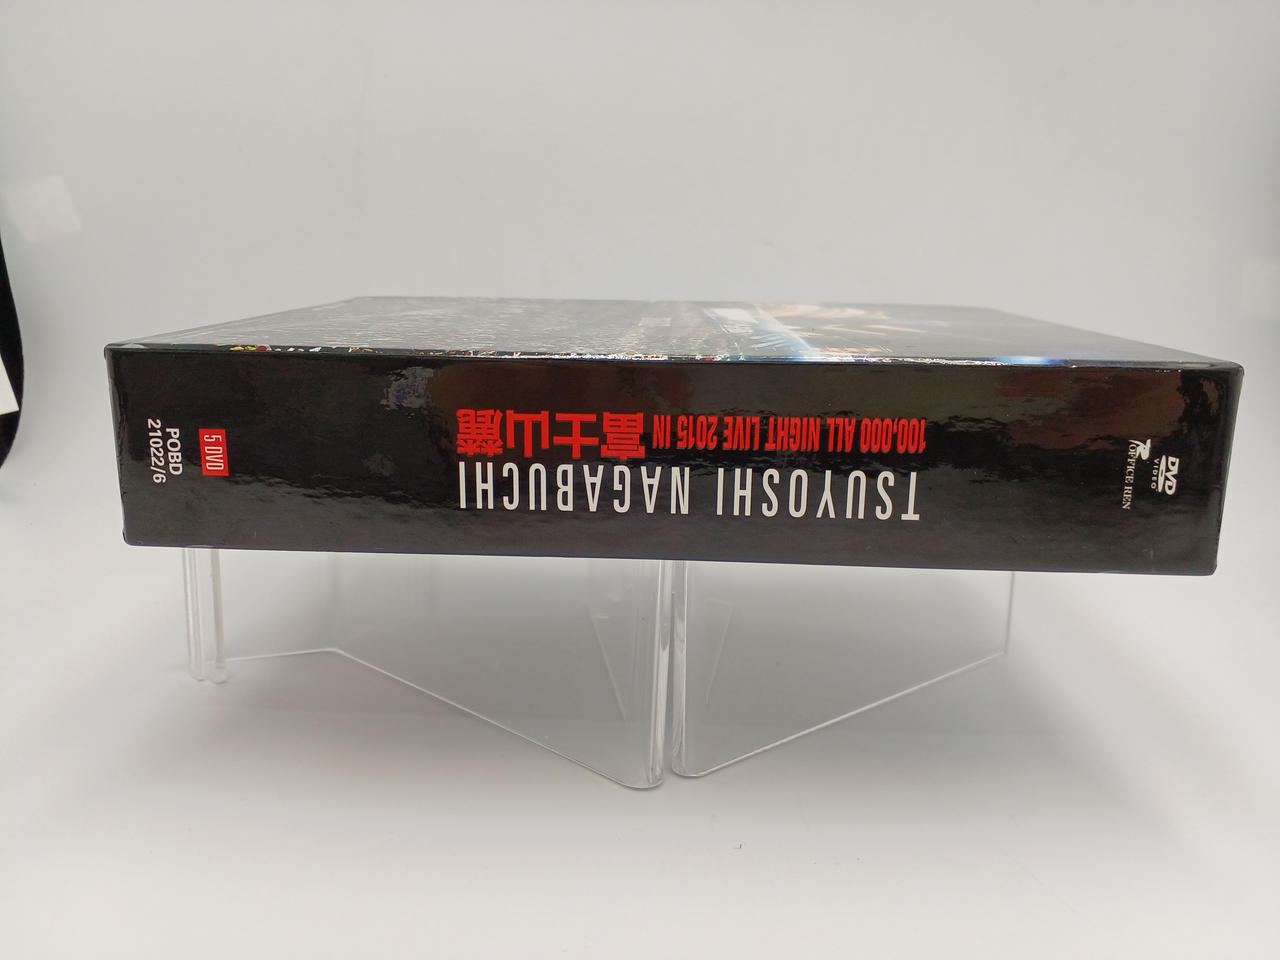 TSUYOSHI NAGABUCHI
100.000 ALL NIGHT LIVE 2015 IN 富士山麓
DVD
VIDEO
OFFICE REN
5 DVD
POBD
21022/6